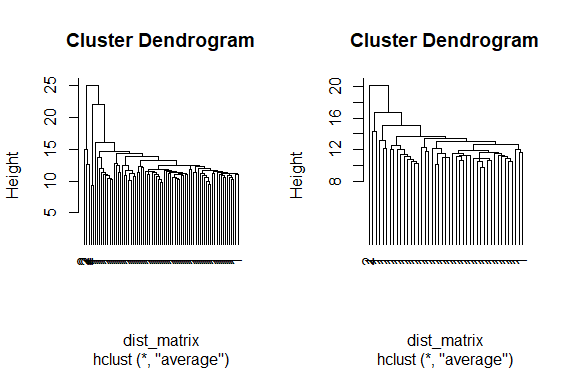 Cluster Dendrogram
Height
25
20
15
10
5
dist_matrix
hclust (*, "average")
Cluster Dendrogram
Height
20
16
12
8
dist_matrix
hclust (*, "average")